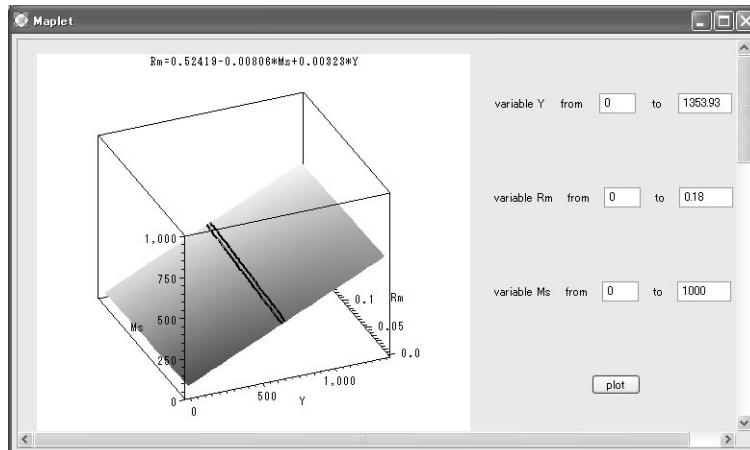 Maplet
Rm=0.52419-0.00806*Ms+0.00323*Y
variable Y from 0 to 1353.93
variable Rm from 0 to 0.18
variable Ms from 0 to 1000
plot
1,000
750
500
250
0
Ms
0
500
1,000
Y
0.1
0.05
0.0
Rm